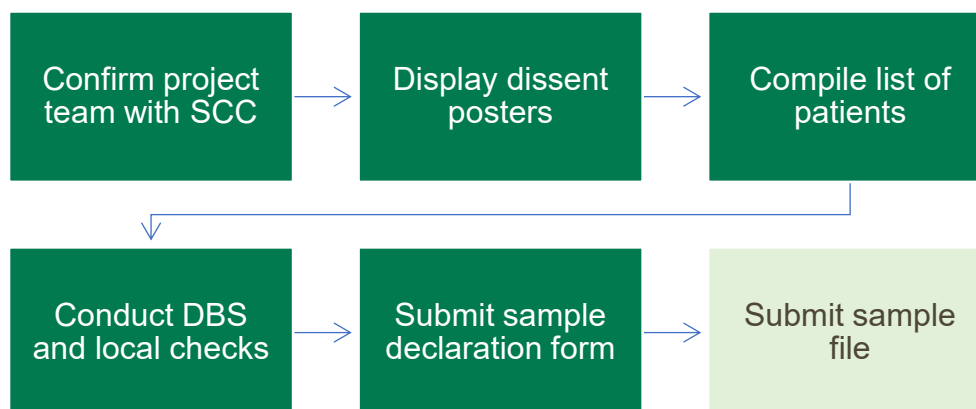 Confirm project
team with SCC
Display dissent
posters
Compile list of
patients
Conduct DBS
and local checks
Submit sample
declaration form
Submit sample
file